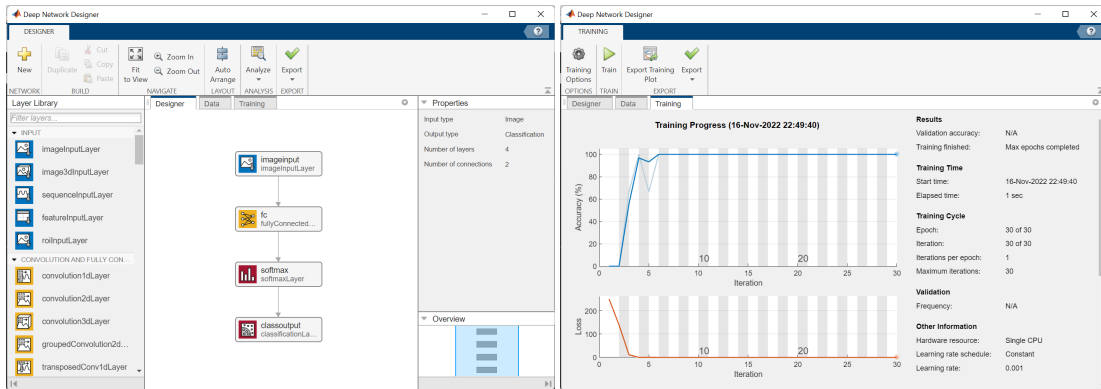 Deep Network Designer
DESIGNER
New
Duplicate
Cut
Copy
Paste
Fit
to View
Zoom In
Zoom Out
Auto
Arrange
Analyze
Export
NETWORK
BUILD
NAVIGATE
LAYOUT
ANALYSIS
EXPORT
Layer Library
Filter layers...
INPUT
imageInputLayer
image3dInputLayer
sequenceInputLayer
featureInputLayer
roiInputLayer
CONVOLUTION AND FULLY CON...
convolution1dLayer
convolution2dLayer
convolution3dLayer
groupedConvolution2d...
transposedConv1dLayer
Designer
Data
Training
imageinput
imageInputLayer
fc
fullyConnected...
softmax
softmaxLayer
classoutput
classificationLa...
Properties
Input type Image
Output type Classification
Number of layers 4
Number of connections 2
Overview
Deep Network Designer
TRAINING
Training
Options
Train
Export Training
Plot
Export
OPTIONS
TRAIN
EXPORT
Designer
Data
Training
Training Progress (16-Nov-2022 22:49:40)
Accuracy (%)
100
80
60
40
20
0
10 20
0 5 10 15 20 25 30
Iteration
Loss
200
100
0
10 20
0 5 10 15 20 25 30
Iteration
Results
Validation accuracy: N/A
Training finished: Max epochs completed
Training Time
Start time: 16-Nov-2022 22:49:40
Elapsed time: 1 sec
Training Cycle
Epoch: 30 of 30
Iteration: 30 of 30
Iterations per epoch: 1
Maximum iterations: 30
Validation
Frequency: N/A
Other Information
Hardware resource: Single CPU
Learning rate schedule: Constant
Learning rate: 0.001